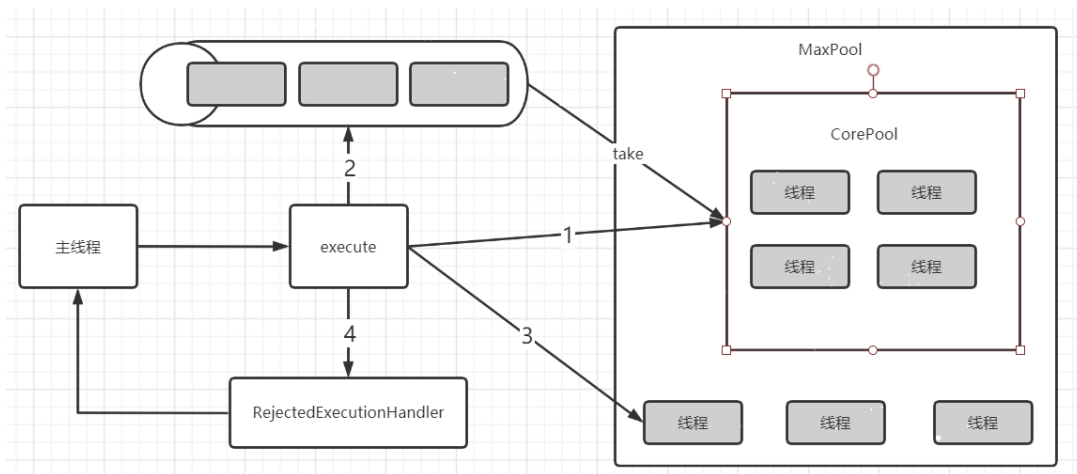 MaxPool
CorePool
take
线程
线程
2
主线程
execute
1
线程
线程
4
3
RejectedExecutionHandler
线程
线程
线程